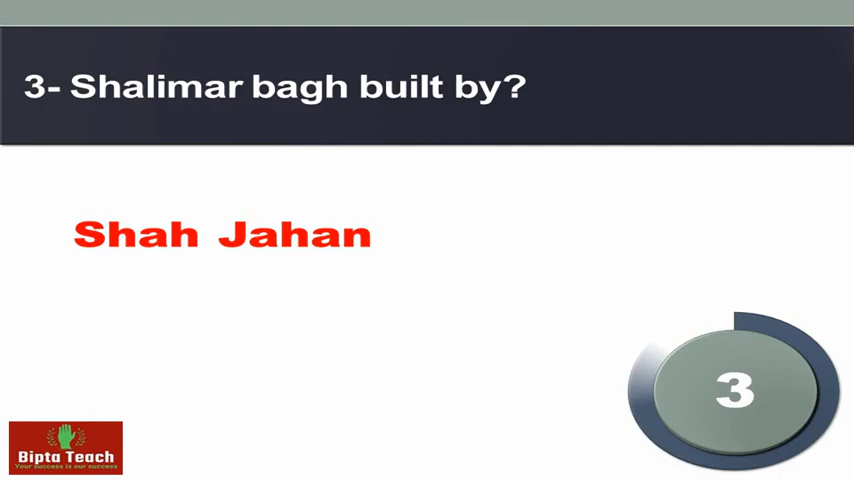 3- Shalimar bagh built by?
Shah Jahan
3
Bipta Teach
Your success is our success